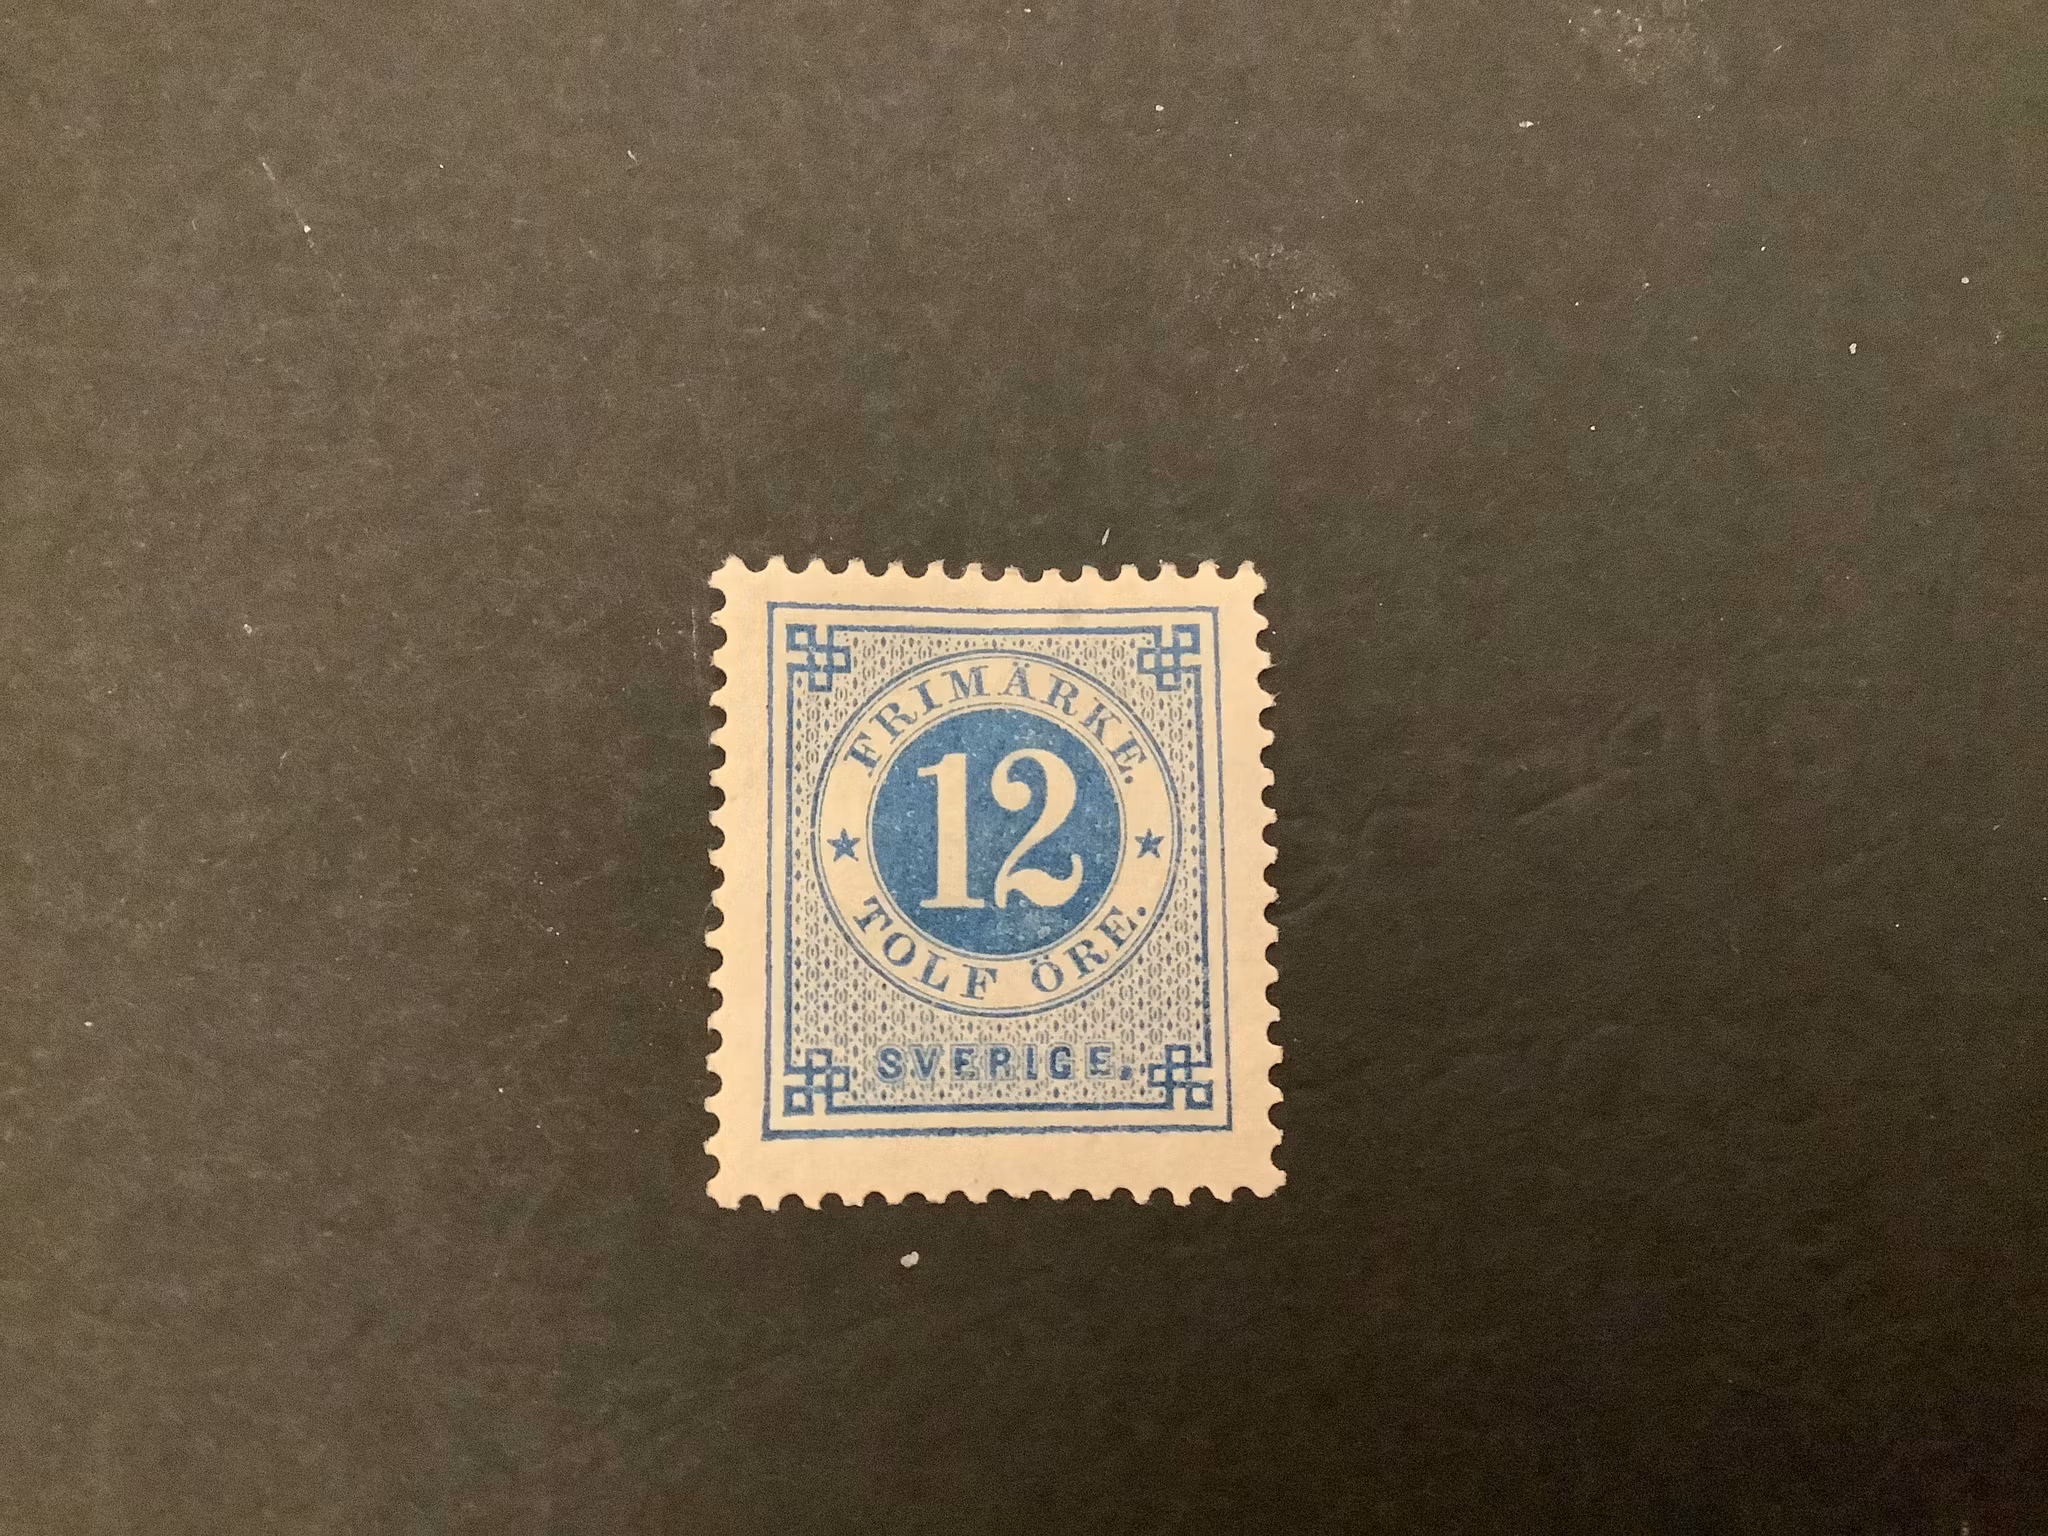 FRIMÄRKE.
12
TOLF ÖRE.
SVERIGE.